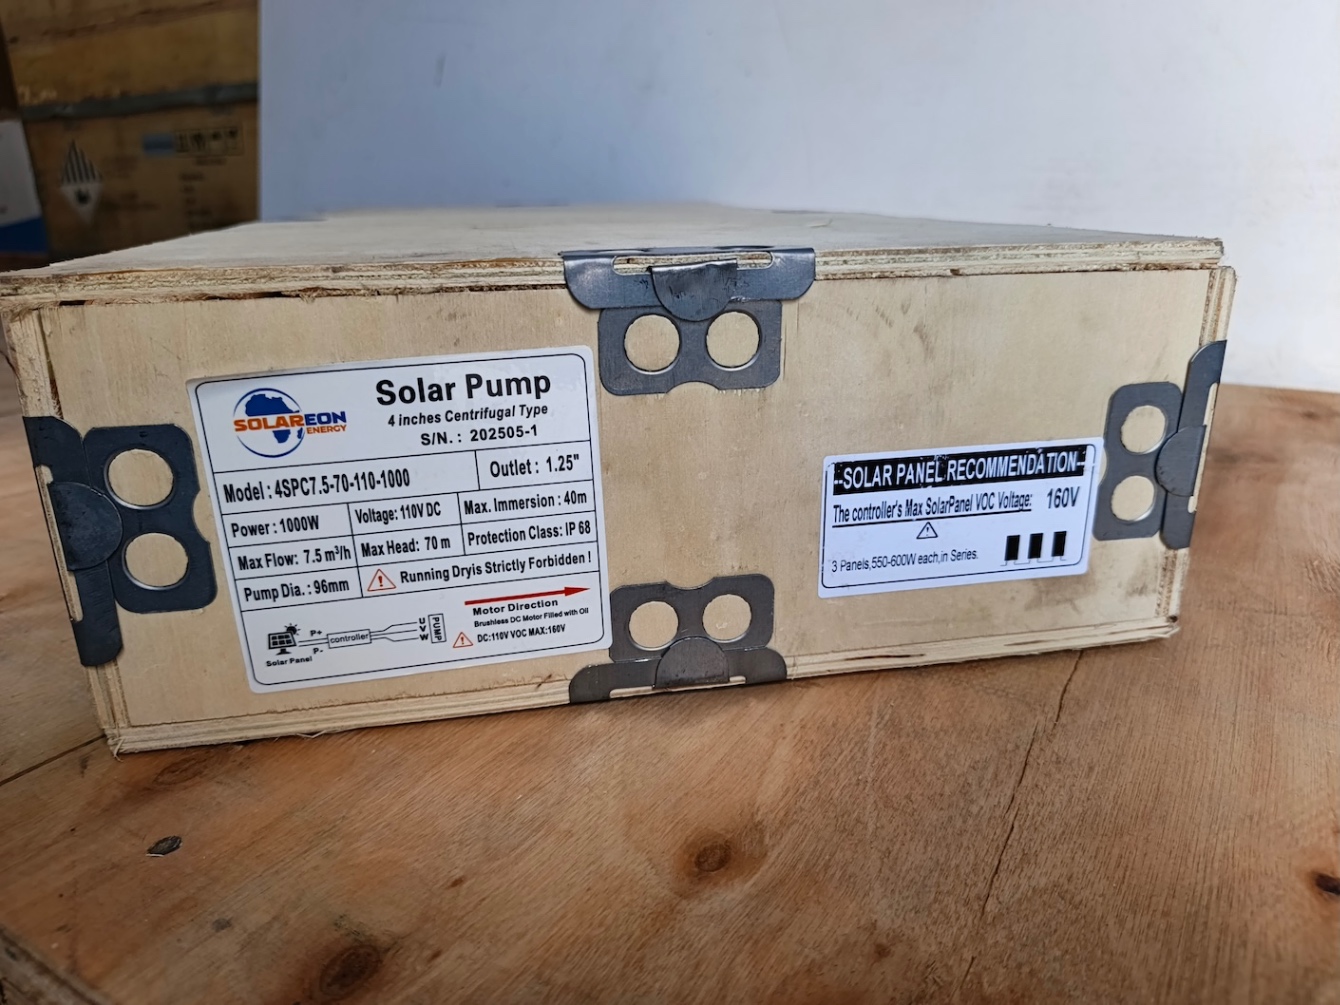 Solar Pump
4 inches Centrifugal Type
S/N. : 202505-1
SOLAREON
ENERGY
Model : 4SPC7.5-70-110-1000
Outlet : 1.25"
Power : 1000W
Voltage: 110V DC
Max. Immersion : 40m
Max Flow: 7.5 m³/h
Max Head: 70 m
Protection Class: IP 68
Pump Dia. : 96mm
Running Dryis Strictly Forbidden !
Motor Direction
Brushless DC Motor Filled with Oil
DC:110V VOC MAX:160V
Solar Panel
P+
P-
controller
U
V
W
PUMP
--SOLAR PANEL RECOMMENDATION--
The controller's Max SolarPanel VOC Voltage: 160V
3 Panels,550-600W each,in Series.